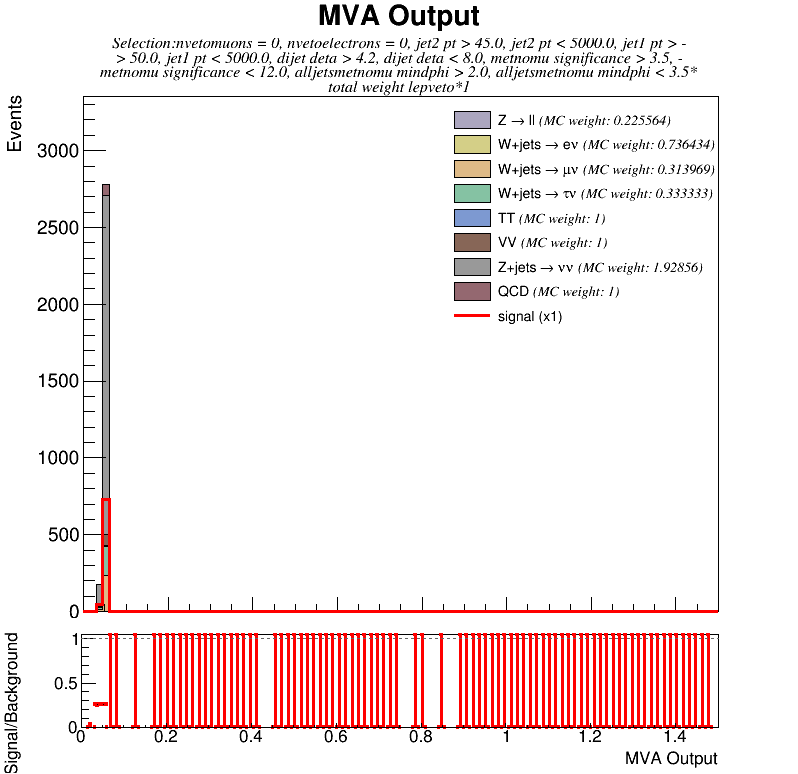 MVA Output
Selection:nvetomuons = 0, nvetoelectrons = 0, jet2 pt > 45.0, jet2 pt < 5000.0, jet1 pt > -
> 50.0, jet1 pt < 5000.0, dijet deta > 4.2, dijet deta < 8.0, metnomu significance > 3.5, -
metnomu significance < 12.0, alljetsmetnomu mindphi > 2.0, alljetsmetnomu mindphi < 3.5*
total weight lepveto*1
Events
3000
2500
2000
1500
1000
500
0
Z → ll (MC weight: 0.225564)
W+jets → eν (MC weight: 0.736434)
W+jets → μν (MC weight: 0.313969)
W+jets → τν (MC weight: 0.333333)
TT (MC weight: 1)
VV (MC weight: 1)
Z+jets → νν (MC weight: 1.92856)
QCD (MC weight: 1)
signal (x1)
Signal/Background
1
0.5
0
0 0.2 0.4 0.6 0.8 1 1.2 1.4
MVA Output